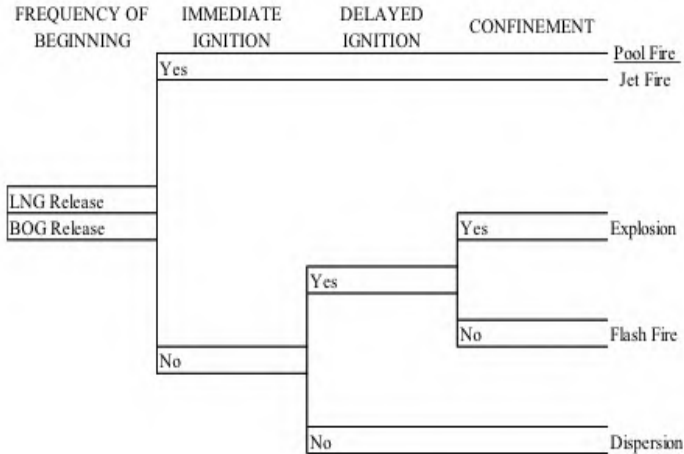 FREQUENCY OF BEGINNING
IMMEDIATE IGNITION
DELAYED IGNITION
CONFINEMENT
Pool Fire
Yes
Jet Fire
LNG Release
BOG Release
Yes
Explosion
Yes
No
Flash Fire
No
No
Dispersion